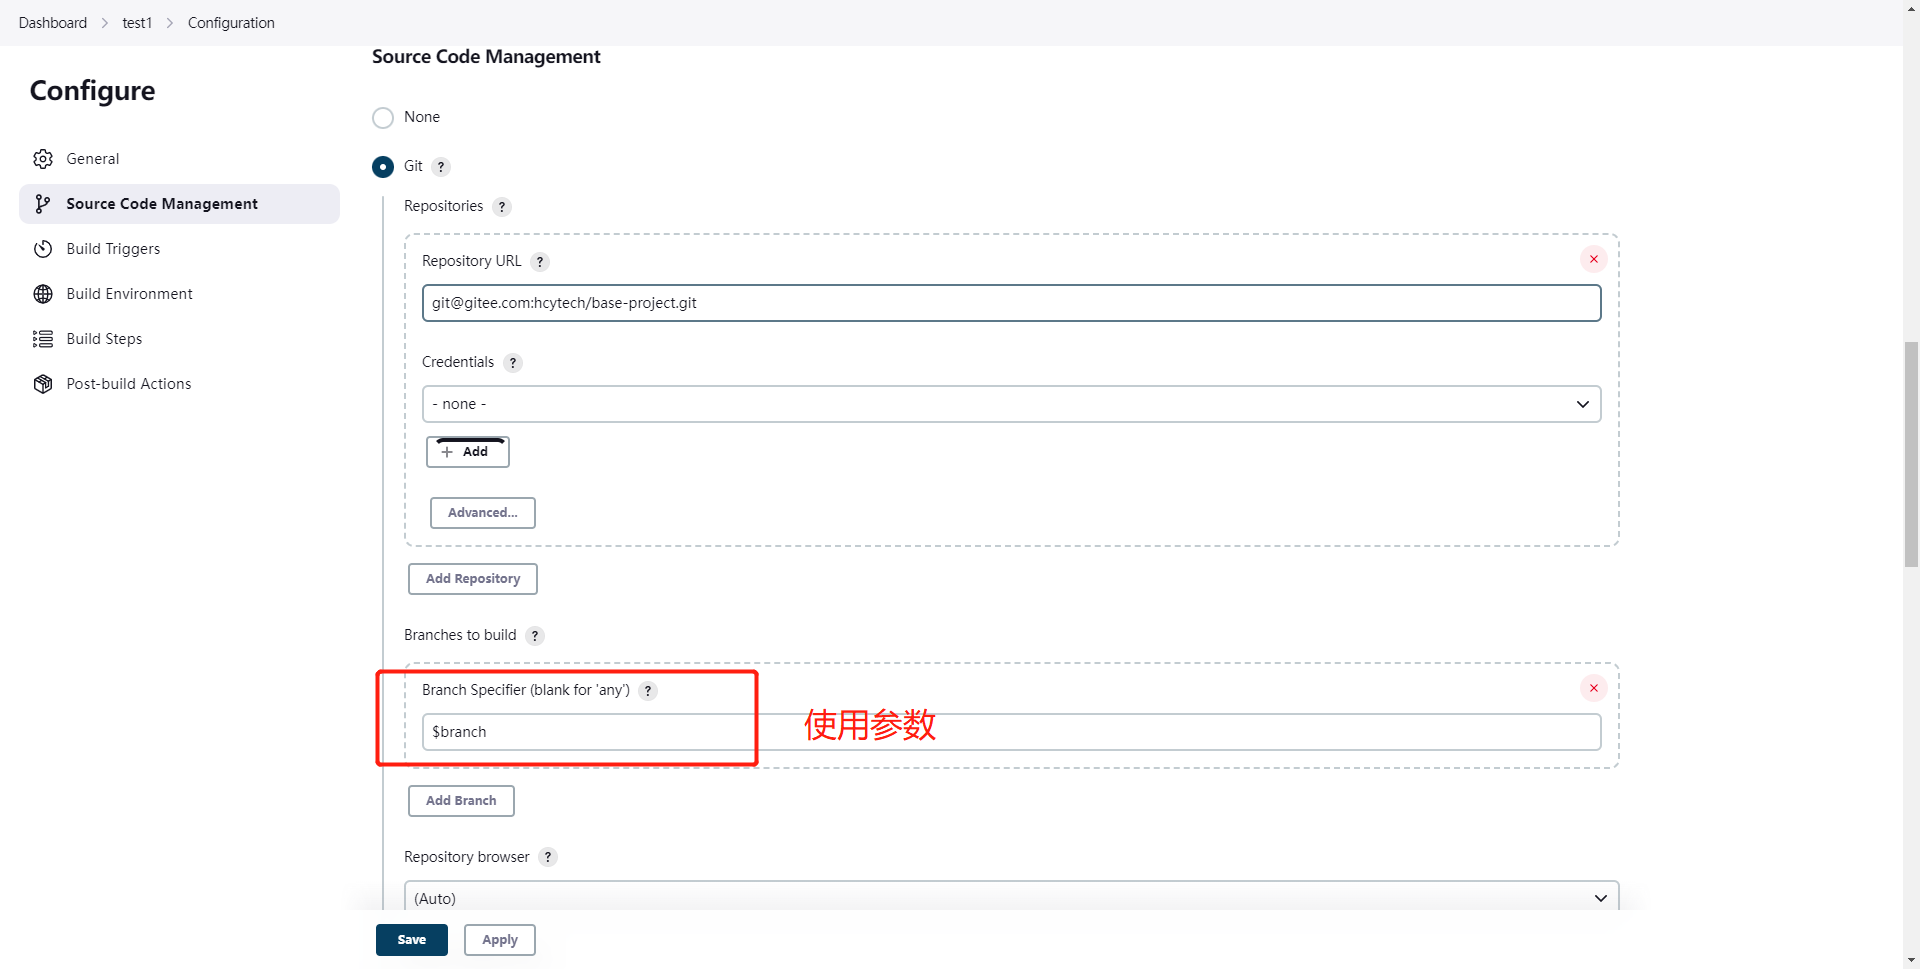 Dashboard > test1 > Configuration
Configure
General
Source Code Management
Build Triggers
Build Environment
Build Steps
Post-build Actions
Source Code Management
None
Git ?
Repositories ?
Repository URL ?
git@gitee.com:hcytech/base-project.git
Credentials ?
- none -
+ Add
Advanced...
Add Repository
Branches to build ?
Branch Specifier (blank for 'any') ?
$branch
使用参数
Add Branch
Repository browser ?
(Auto)
Save Apply